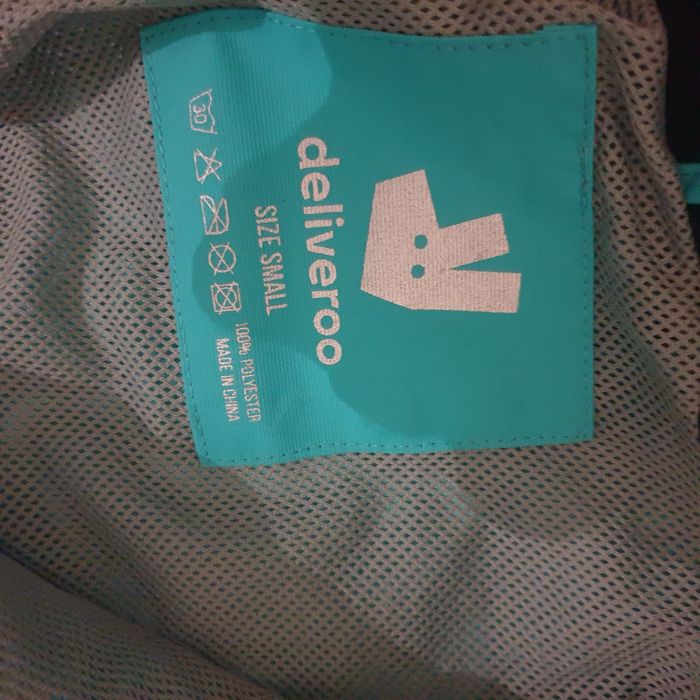 deliveroo
SIZE SMALL
30
100% POLYESTER
MADE IN CHINA